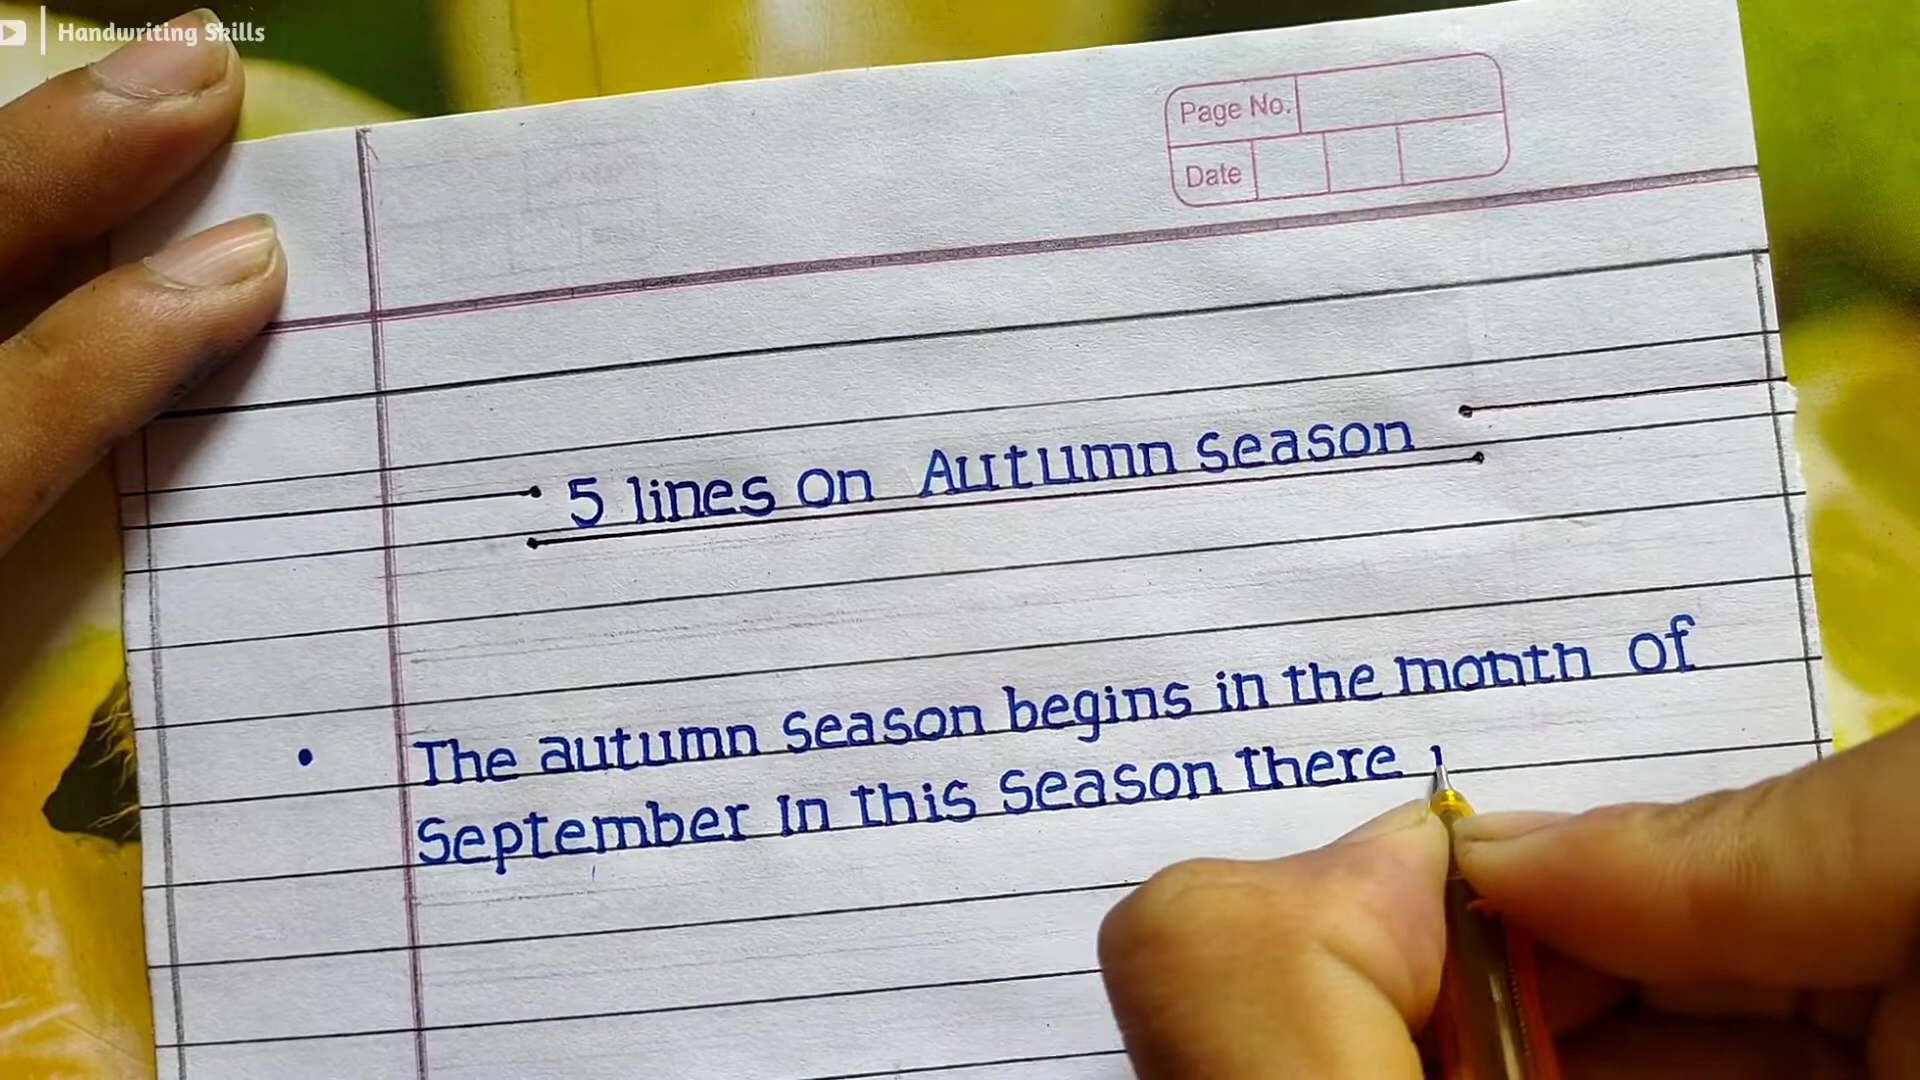 Handwriting Skills
Page No.
Date
5 lines on Autumn season
• The autumn season begins in the month of
September In this season there